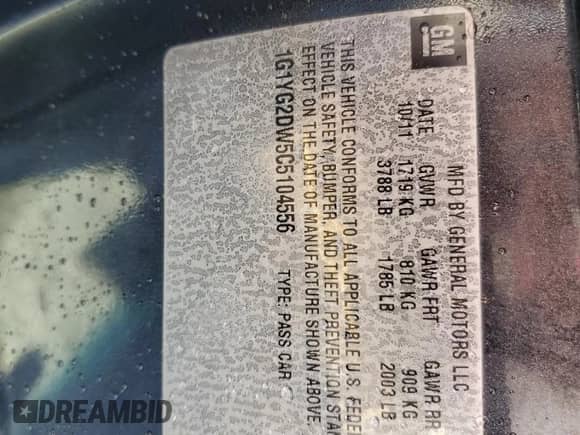 GM
MFD BY GENERAL MOTORS LLC
DATE GVWR GAWR FRT GAWR RR
10/11 1719 KG 810 KG 909 KG
3788 LB 1785 LB 2003 LB
THIS VEHICLE CONFORMS TO ALL APPLICABLE U.S. FEDE
VEHICLE SAFETY, BUMPER, AND THEFT PREVENTION STAN
EFFECT ON THE DATE OF MANUFACTURE SHOWN ABOVE.
1G1YG2DW5C5104556 TYPE: PASS CAR
DREAMBID